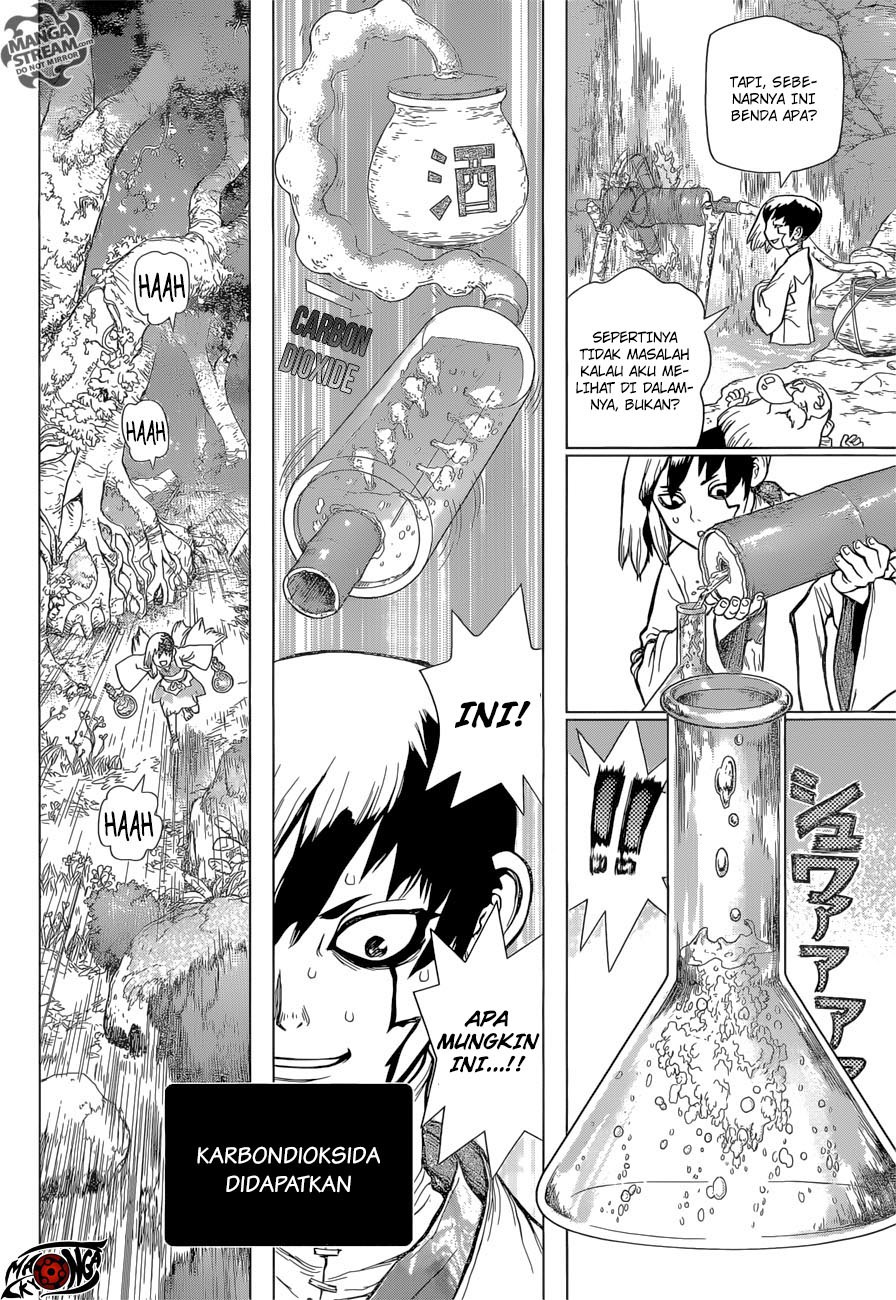 TAPI, SEBE-
NARNYA INI
BENDA APA?
SEPERTINYA
TIDAK MASALAH
KALAU AKU ME-
LIHAT DI DALAM-
NYA, BUKAN?
シュワァァァァ
!!
酒
CARBON
DIOXIDE
INI!
APA
MUNGKIN
INI...!!
KARBONDIOKSIDA
DIDAPATKAN
HAAH
HAAH
HAAH
MANGA
STREAM
.COM
DO NOT MIRROR